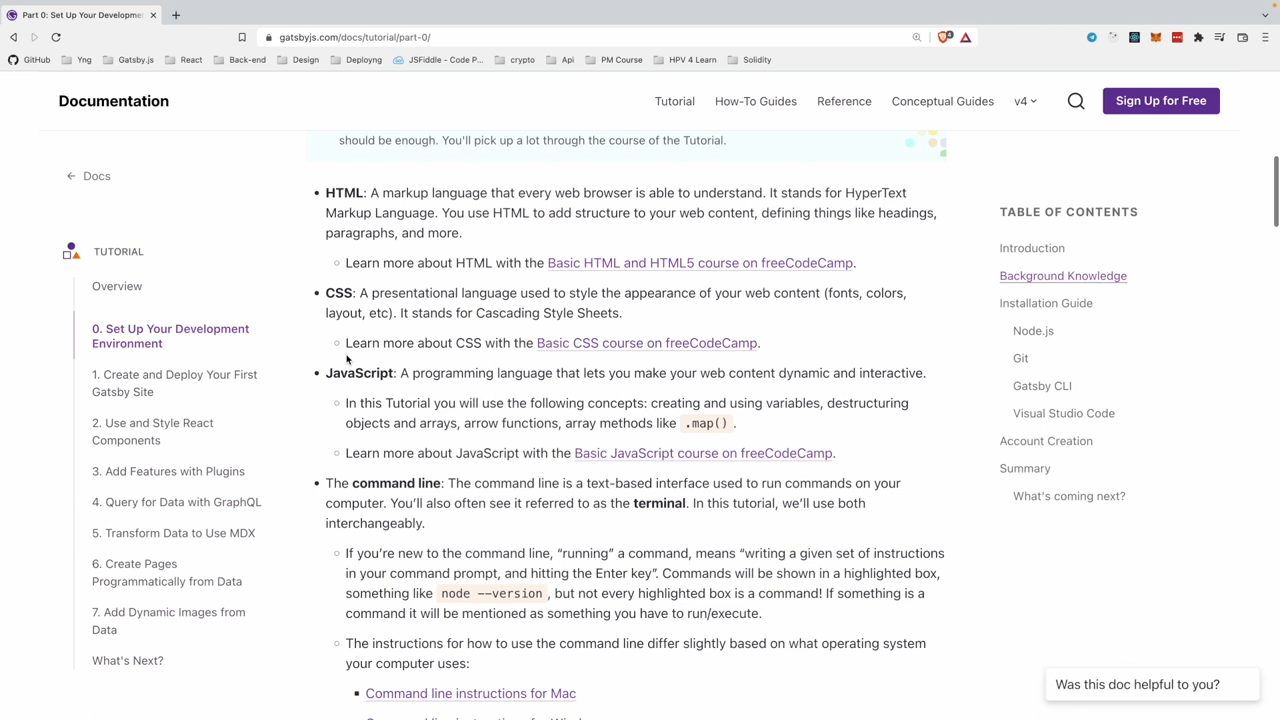 Part 0: Set Up Your Developme
gatsbyjs.com/docs/tutorial/part-0/
GitHub
Yng
Gatsby.js
React
Back-end
Design
Deployng
JSFiddle - Code P...
crypto
Api
PM Course
HPV 4 Learn
Solidity
Documentation
Tutorial
How-To Guides
Reference
Conceptual Guides
v4
Sign Up for Free
should be enough. You'll pick up a lot through the course of the Tutorial.
Docs
TUTORIAL
Overview
0. Set Up Your Development
Environment
1. Create and Deploy Your First
Gatsby Site
2. Use and Style React
Components
3. Add Features with Plugins
4. Query for Data with GraphQL
5. Transform Data to Use MDX
6. Create Pages
Programmatically from Data
7. Add Dynamic Images from
Data
What's Next?
HTML: A markup language that every web browser is able to understand. It stands for HyperText
Markup Language. You use HTML to add structure to your web content, defining things like headings,
paragraphs, and more.
Learn more about HTML with the Basic HTML and HTML5 course on freeCodeCamp.
CSS: A presentational language used to style the appearance of your web content (fonts, colors,
layout, etc). It stands for Cascading Style Sheets.
Learn more about CSS with the Basic CSS course on freeCodeCamp.
JavaScript: A programming language that lets you make your web content dynamic and interactive.
In this Tutorial you will use the following concepts: creating and using variables, destructuring
objects and arrays, arrow functions, array methods like .map().
Learn more about JavaScript with the Basic JavaScript course on freeCodeCamp.
The command line: The command line is a text-based interface used to run commands on your
computer. You’ll also often see it referred to as the terminal. In this tutorial, we’ll use both
interchangeably.
If you’re new to the command line, “running” a command, means “writing a given set of instructions
in your command prompt, and hitting the Enter key”. Commands will be shown in a highlighted box,
something like node --version, but not every highlighted box is a command! If something is a
command it will be mentioned as something you have to run/execute.
The instructions for how to use the command line differ slightly based on what operating system
your computer uses:
Command line instructions for Mac
TABLE OF CONTENTS
Introduction
Background Knowledge
Installation Guide
Node.js
Git
Gatsby CLI
Visual Studio Code
Account Creation
Summary
What's coming next?
Was this doc helpful to you?